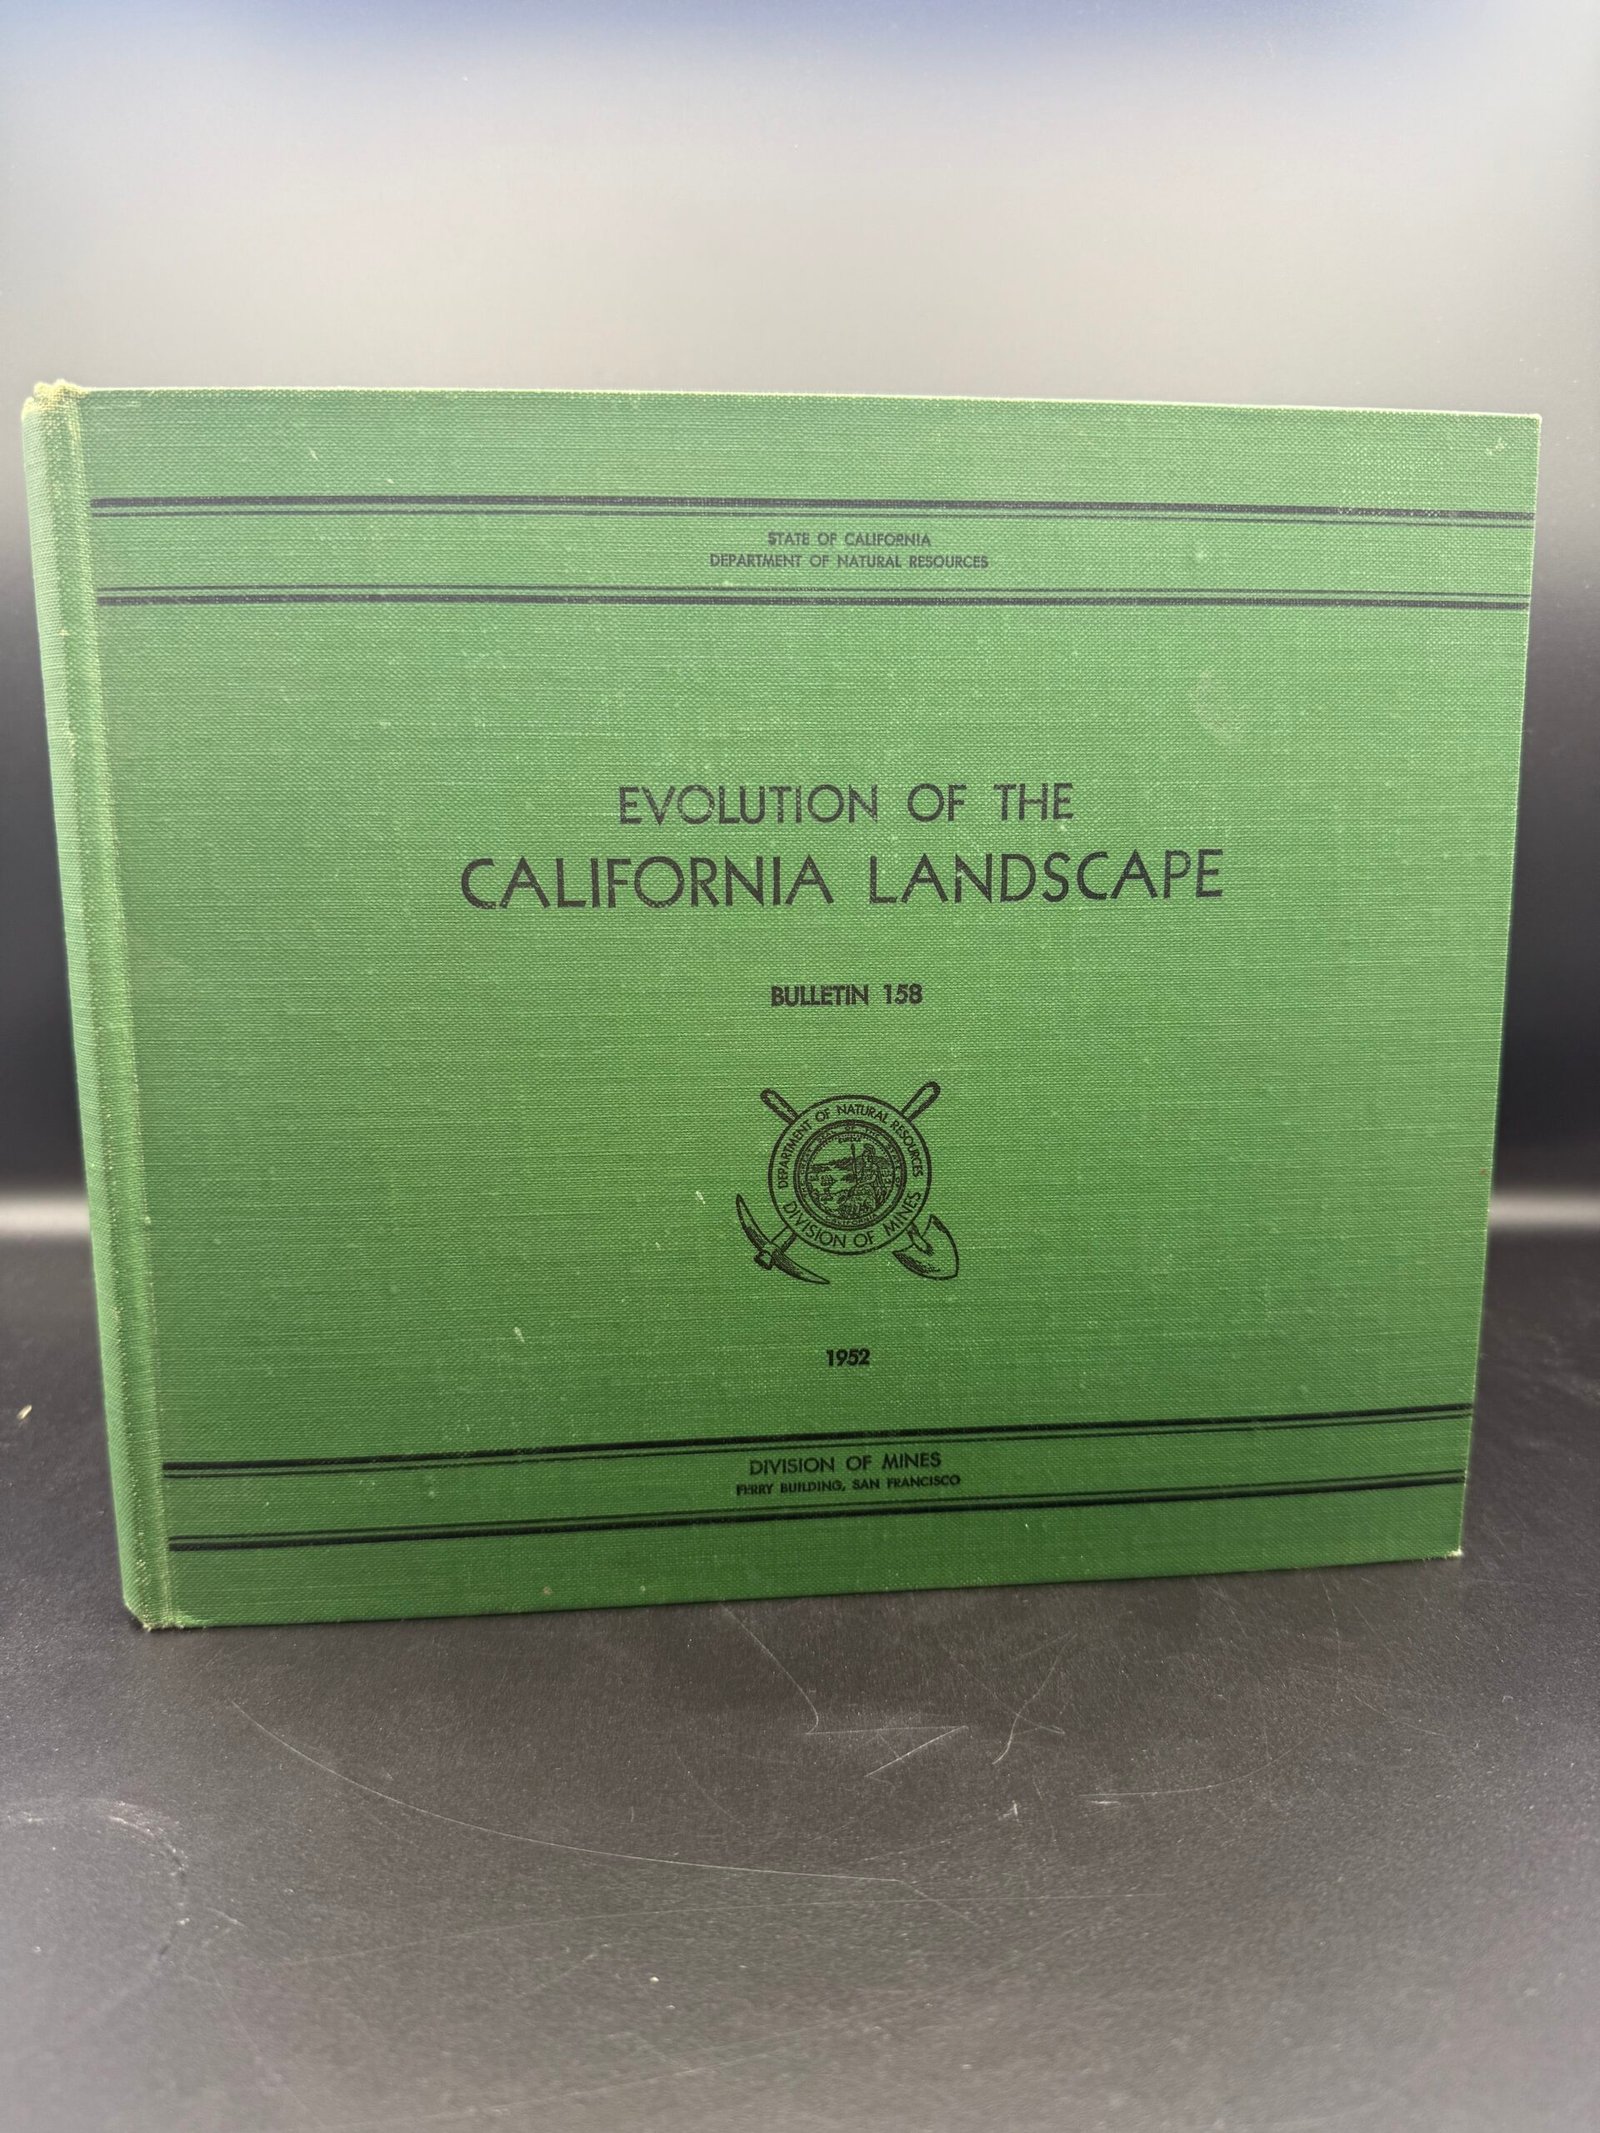 STATE OF CALIFORNIA
DEPARTMENT OF NATURAL RESOURCES
EVOLUTION OF THE
CALIFORNIA LANDSCAPE
BULLETIN 158
DEPARTMENT OF NATURAL RESOURCES
DIVISION OF MINES
1952
DIVISION OF MINES
FERRY BUILDING, SAN FRANCISCO